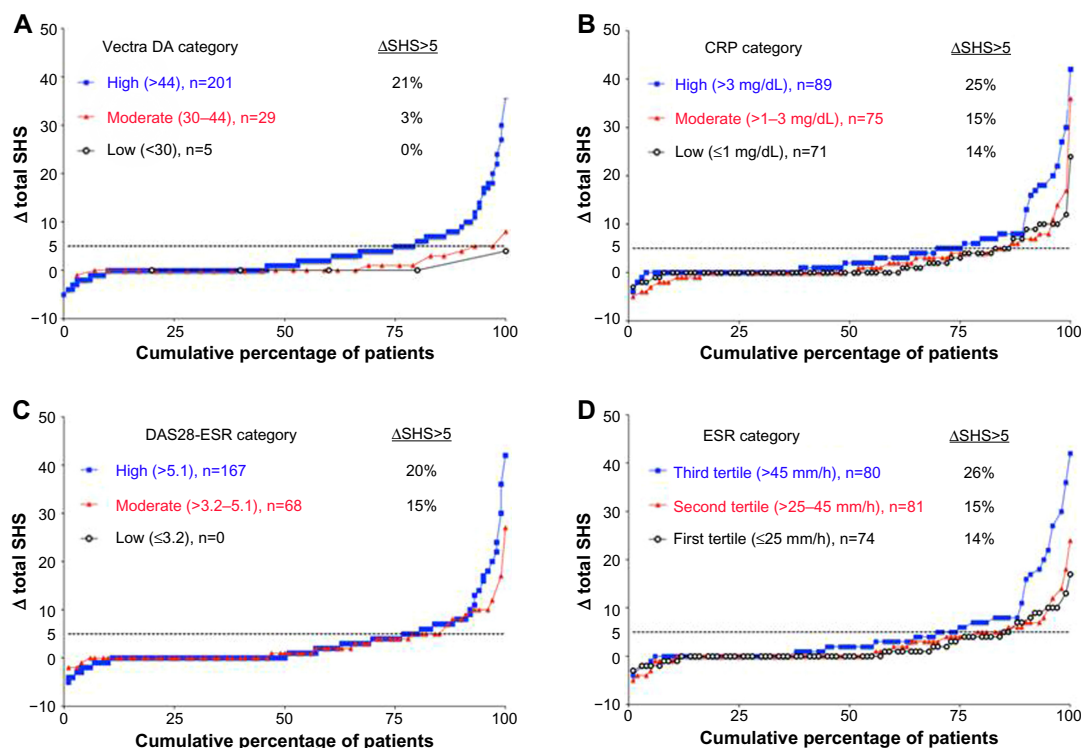 A
Vectra DA category ΔSHS>5
High (>44), n=201 21%
Moderate (30–44), n=29 3%
Low (<30), n=5 0%
Δ total SHS
50
40
30
20
10
5
0
−10
0 25 50 75 100
Cumulative percentage of patients
B
CRP category ΔSHS>5
High (>3 mg/dL), n=89 25%
Moderate (>1–3 mg/dL), n=75 15%
Low (≤1 mg/dL), n=71 14%
Δ total SHS
50
40
30
20
10
5
0
−10
0 25 50 75 100
Cumulative percentage of patients
C
DAS28-ESR category ΔSHS>5
High (>5.1), n=167 20%
Moderate (>3.2–5.1), n=68 15%
Low (≤3.2), n=0
Δ total SHS
50
40
30
20
10
5
0
−10
0 25 50 75 100
Cumulative percentage of patients
D
ESR category ΔSHS>5
Third tertile (>45 mm/h), n=80 26%
Second tertile (>25–45 mm/h), n=81 15%
First tertile (≤25 mm/h), n=74 14%
Δ total SHS
50
40
30
20
10
5
0
−10
0 25 50 75 100
Cumulative percentage of patients